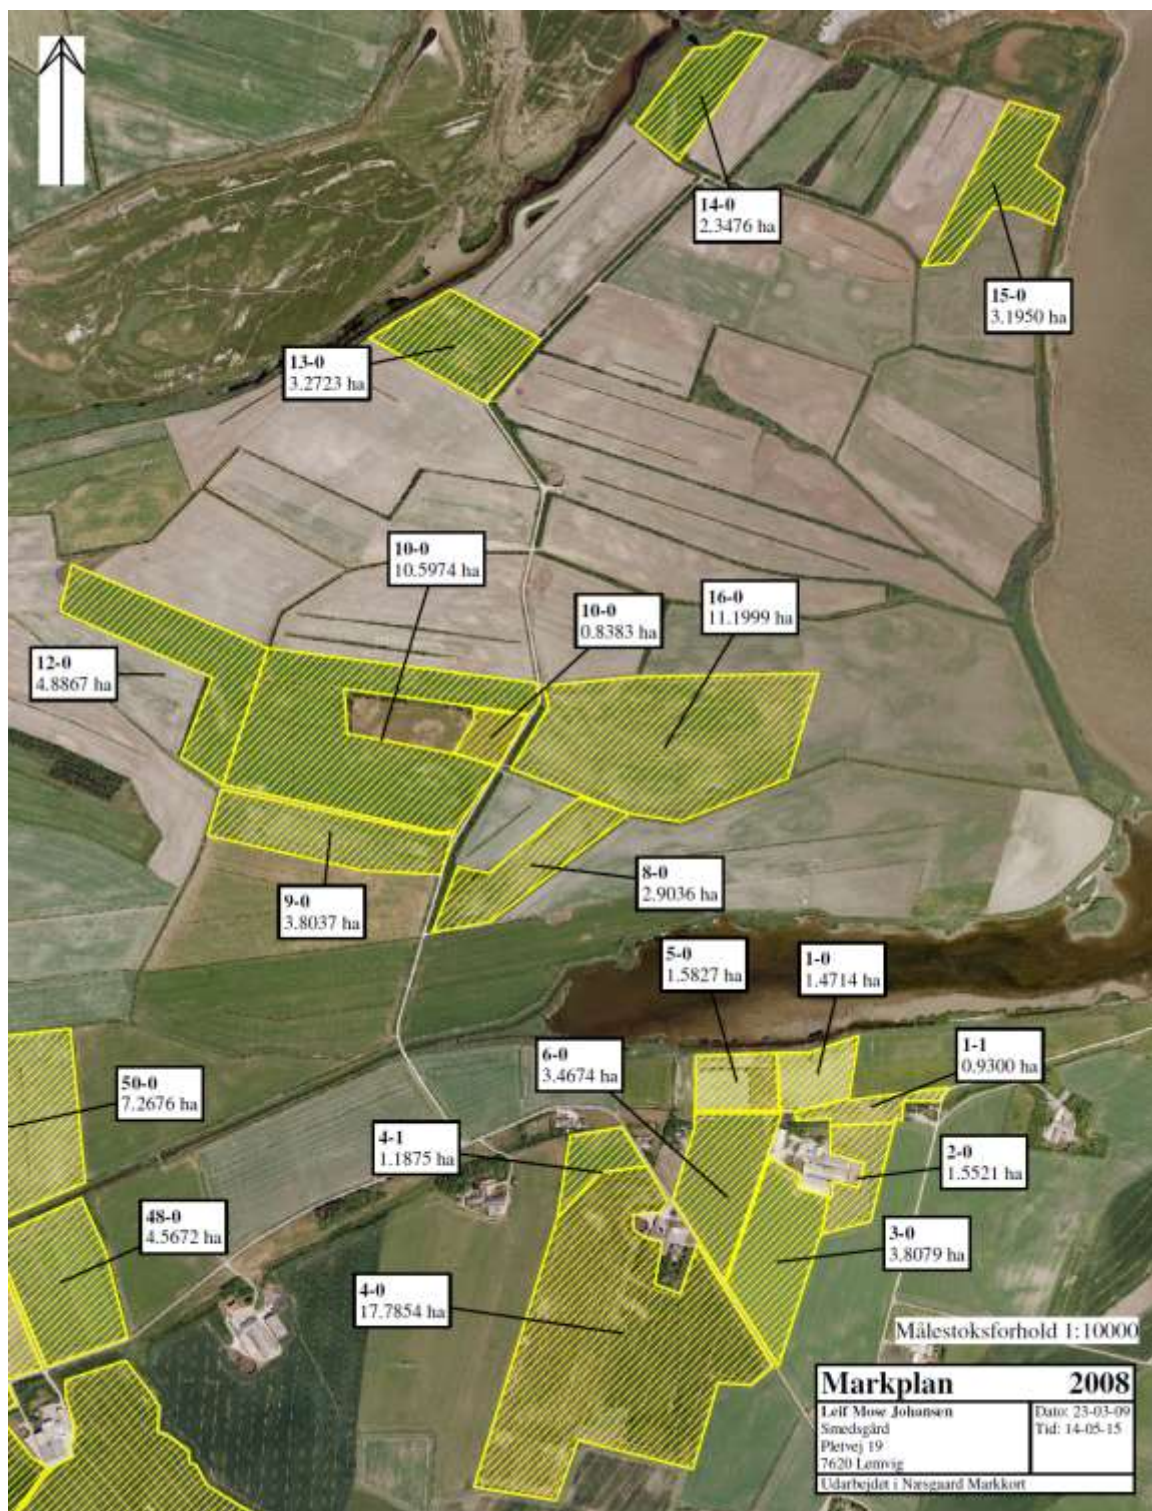 14-0
2.3476 ha
15-0
3.1950 ha
13-0
3.2723 ha
10-0
10.5974 ha
10-0
0.8383 ha
16-0
11.1999 ha
12-0
4.8867 ha
8-0
2.9036 ha
9-0
3.8037 ha
5-0
1.5827 ha
1-0
1.4714 ha
6-0
3.4674 ha
1-1
0.9300 ha
50-0
7.2676 ha
4-1
1.1875 ha
2-0
1.5521 ha
48-0
4.5672 ha
3-0
3.8079 ha
4-0
17.7854 ha
Målestoksforhold 1:10000
Markplan 2008
Leif Mose Johansen
Smedsgård
Pletvej 19
7620 Lemvig
Dato: 23-03-09
Tid: 14-05-15
Udarbejdet i Næsgaard Markkort